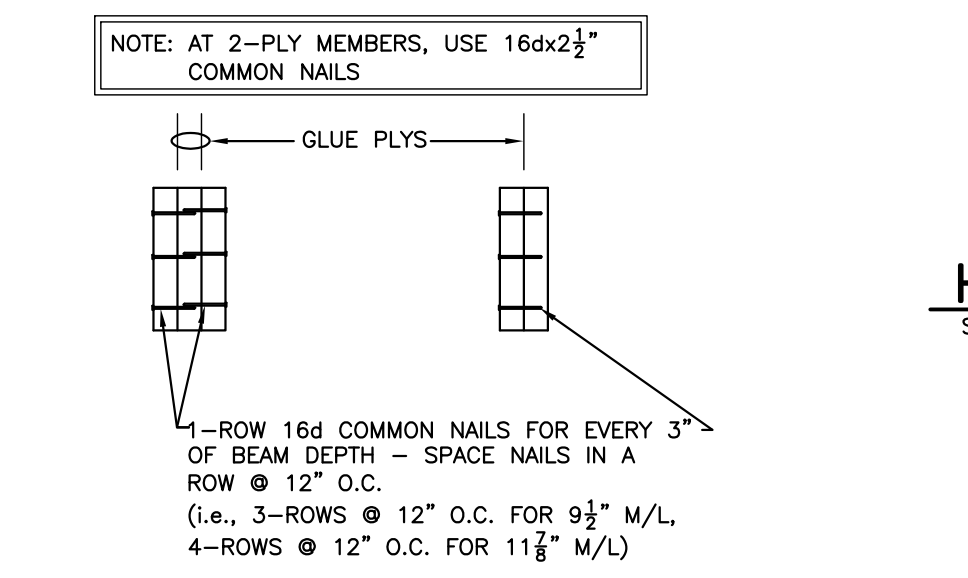 NOTE: AT 2-PLY MEMBERS, USE 16dx2½"
COMMON NAILS
GLUE PLYS
1-ROW 16d COMMON NAILS FOR EVERY 3"
OF BEAM DEPTH - SPACE NAILS IN A
ROW @ 12" O.C.
(i.e., 3-ROWS @ 12" O.C. FOR 9½" M/L,
4-ROWS @ 12" O.C. FOR 11⅞" M/L)